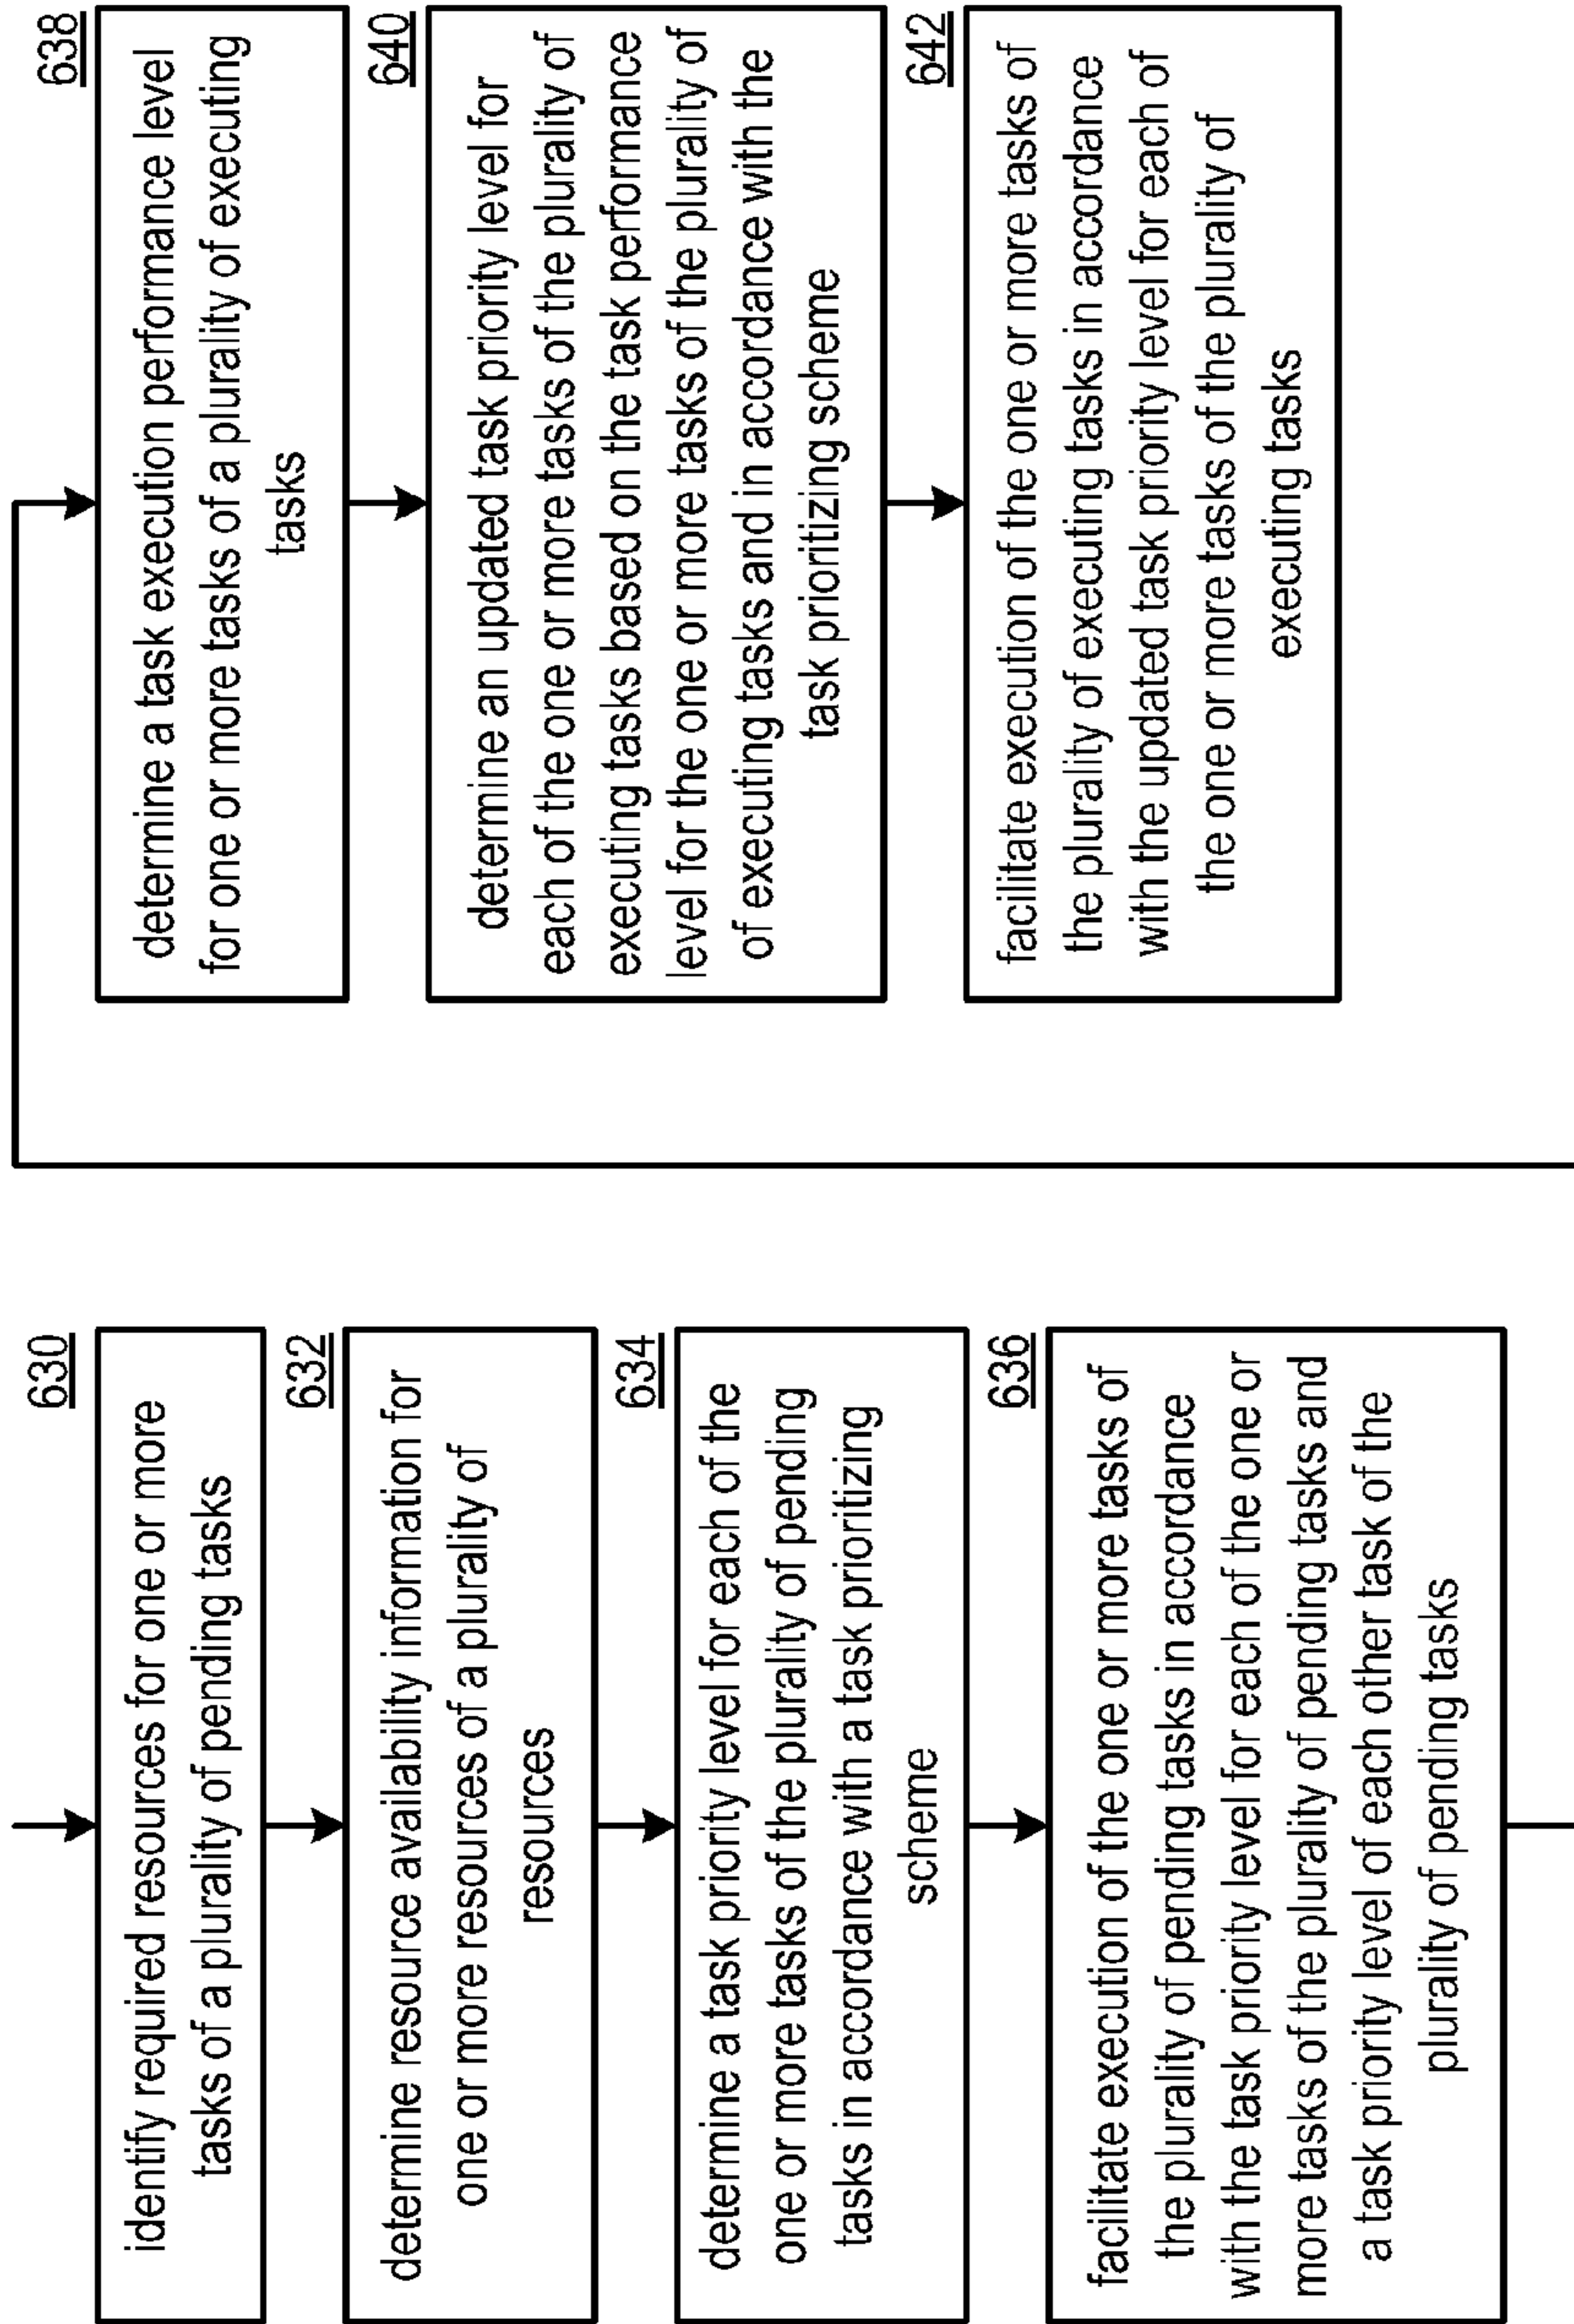 630
identify required resources for one or more
tasks of a plurality of pending tasks
632
determine resource availability information for
one or more resources of a plurality of
resources
634
determine a task priority level for each of the
one or more tasks of the plurality of pending
tasks in accordance with a task prioritizing
scheme
636
facilitate execution of the one or more tasks of
the plurality of pending tasks in accordance
with the task priority level for each of the one or
more tasks of the plurality of pending tasks and
a task priority level of each other task of the
plurality of pending tasks
638
determine a task execution performance level
for one or more tasks of a plurality of executing
tasks
640
determine an updated task priority level for
each of the one or more tasks of the plurality of
executing tasks based on the task performance
level for the one or more tasks of the plurality of
of executing tasks and in accordance with the
task prioritizing scheme
642
facilitate execution of the one or more tasks of
the plurality of executing tasks in accordance
with the updated task priority level for each of
the one or more tasks of the plurality of
executing tasks